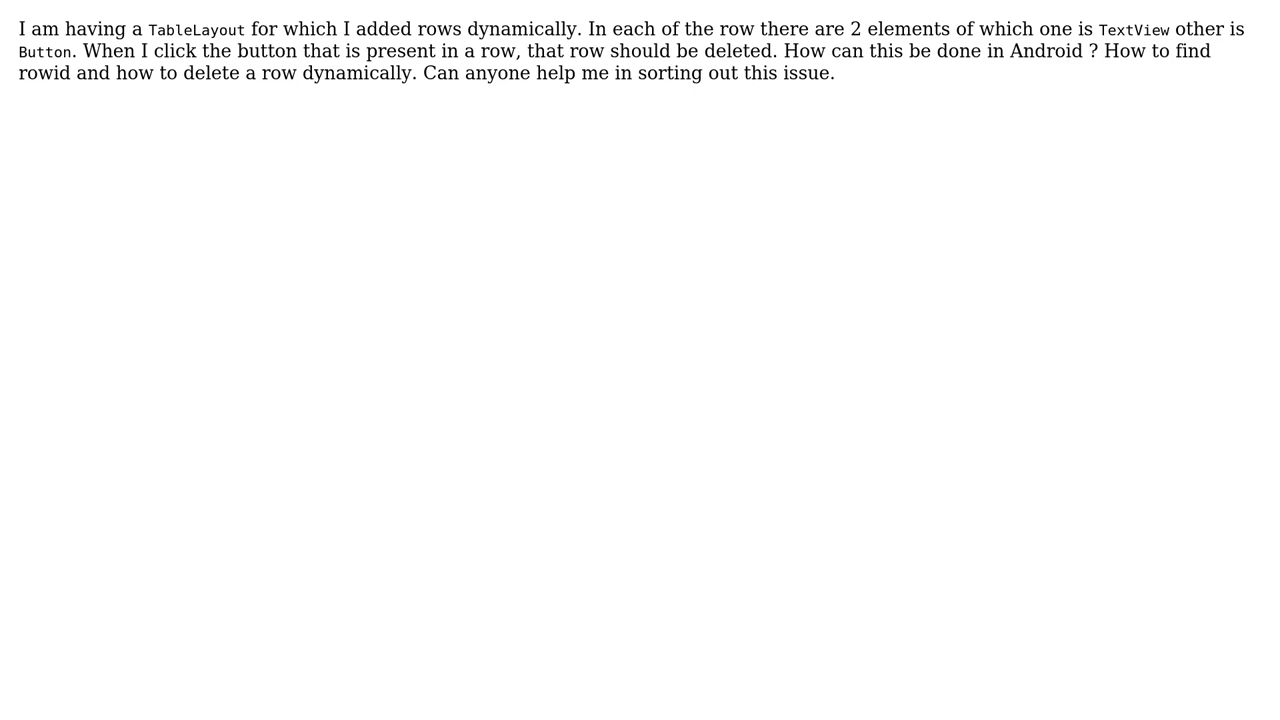 I am having a TableLayout for which I added rows dynamically. In each of the row there are 2 elements of which one is TextView other is
Button. When I click the button that is present in a row, that row should be deleted. How can this be done in Android ? How to find
rowid and how to delete a row dynamically. Can anyone help me in sorting out this issue.